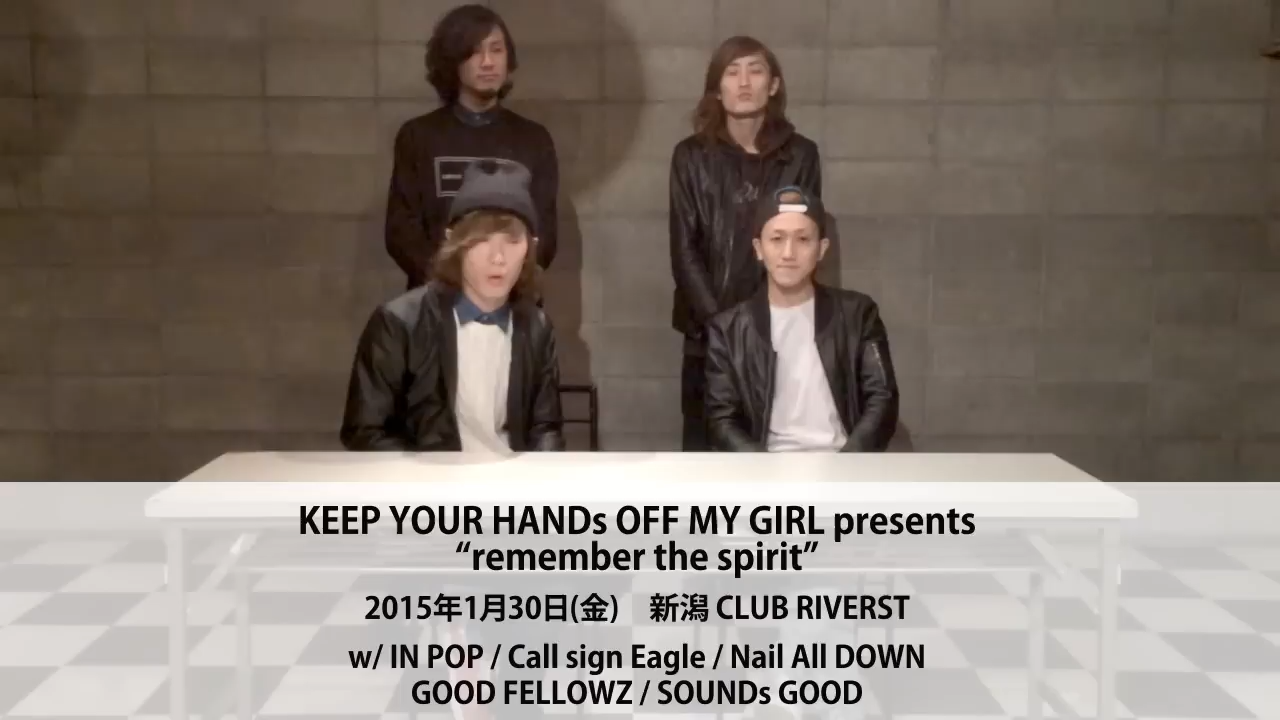 KEEP YOUR HANDs OFF MY GIRL presents
“remember the spirit”
2015年1月30日(金) 新潟 CLUB RIVERST
w/ IN POP / Call sign Eagle / Nail All DOWN
GOOD FELLOWZ / SOUNDs GOOD